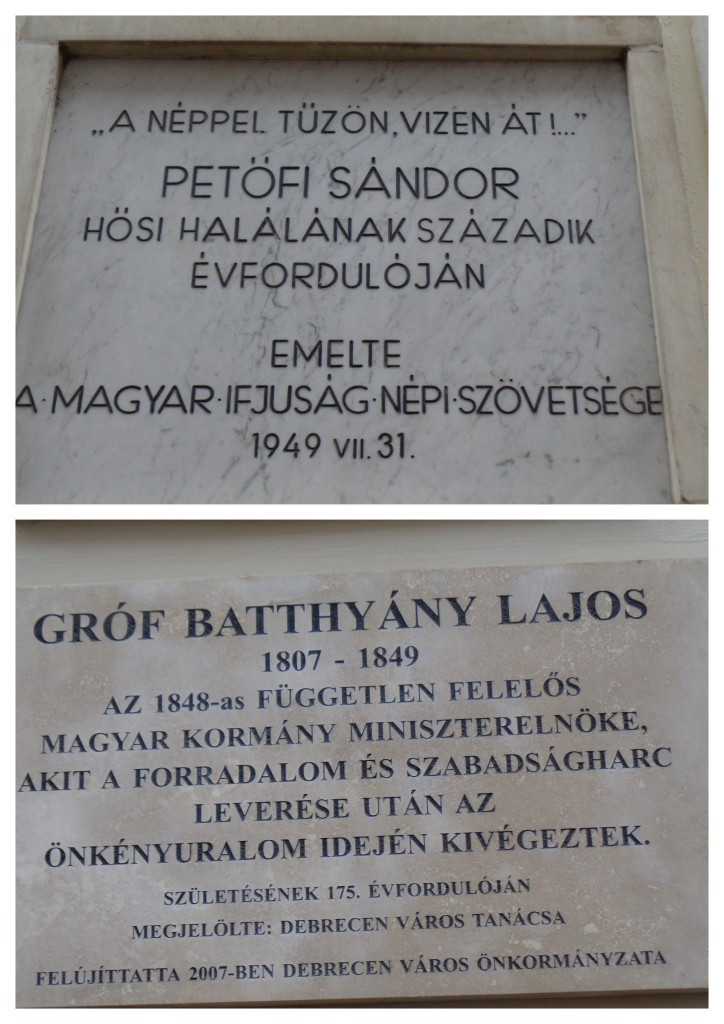 „A NÉPPEL TÜZÖN, VIZEN ÁT!...”
PETÖFI SÁNDOR
HÖSI HALÁLÁNAK SZÁZADIK
ÉVFORDULÓJÁN
EMELTE
A·MAGYAR·IFJUSÁG·NÉPI·SZÖVETSÉGE
1949 VII. 31.
GRÓF BATTHYÁNY LAJOS
1807 - 1849
AZ 1848-as FÜGGETLEN FELELŐS
MAGYAR KORMÁNY MINISZTERELNÖKE,
AKIT A FORRADALOM ÉS SZABADSÁGHARC
LEVERÉSE UTÁN AZ
ÖNKÉNYURALOM IDEJÉN KIVÉGEZTEK.
SZÜLETÉSÉNEK 175. ÉVFORDULÓJÁN
MEGJELÖLTE: DEBRECEN VÁROS TANÁCSA
FELÚJÍTTATTA 2007-BEN DEBRECEN VÁROS ÖNKORMÁNYZATA